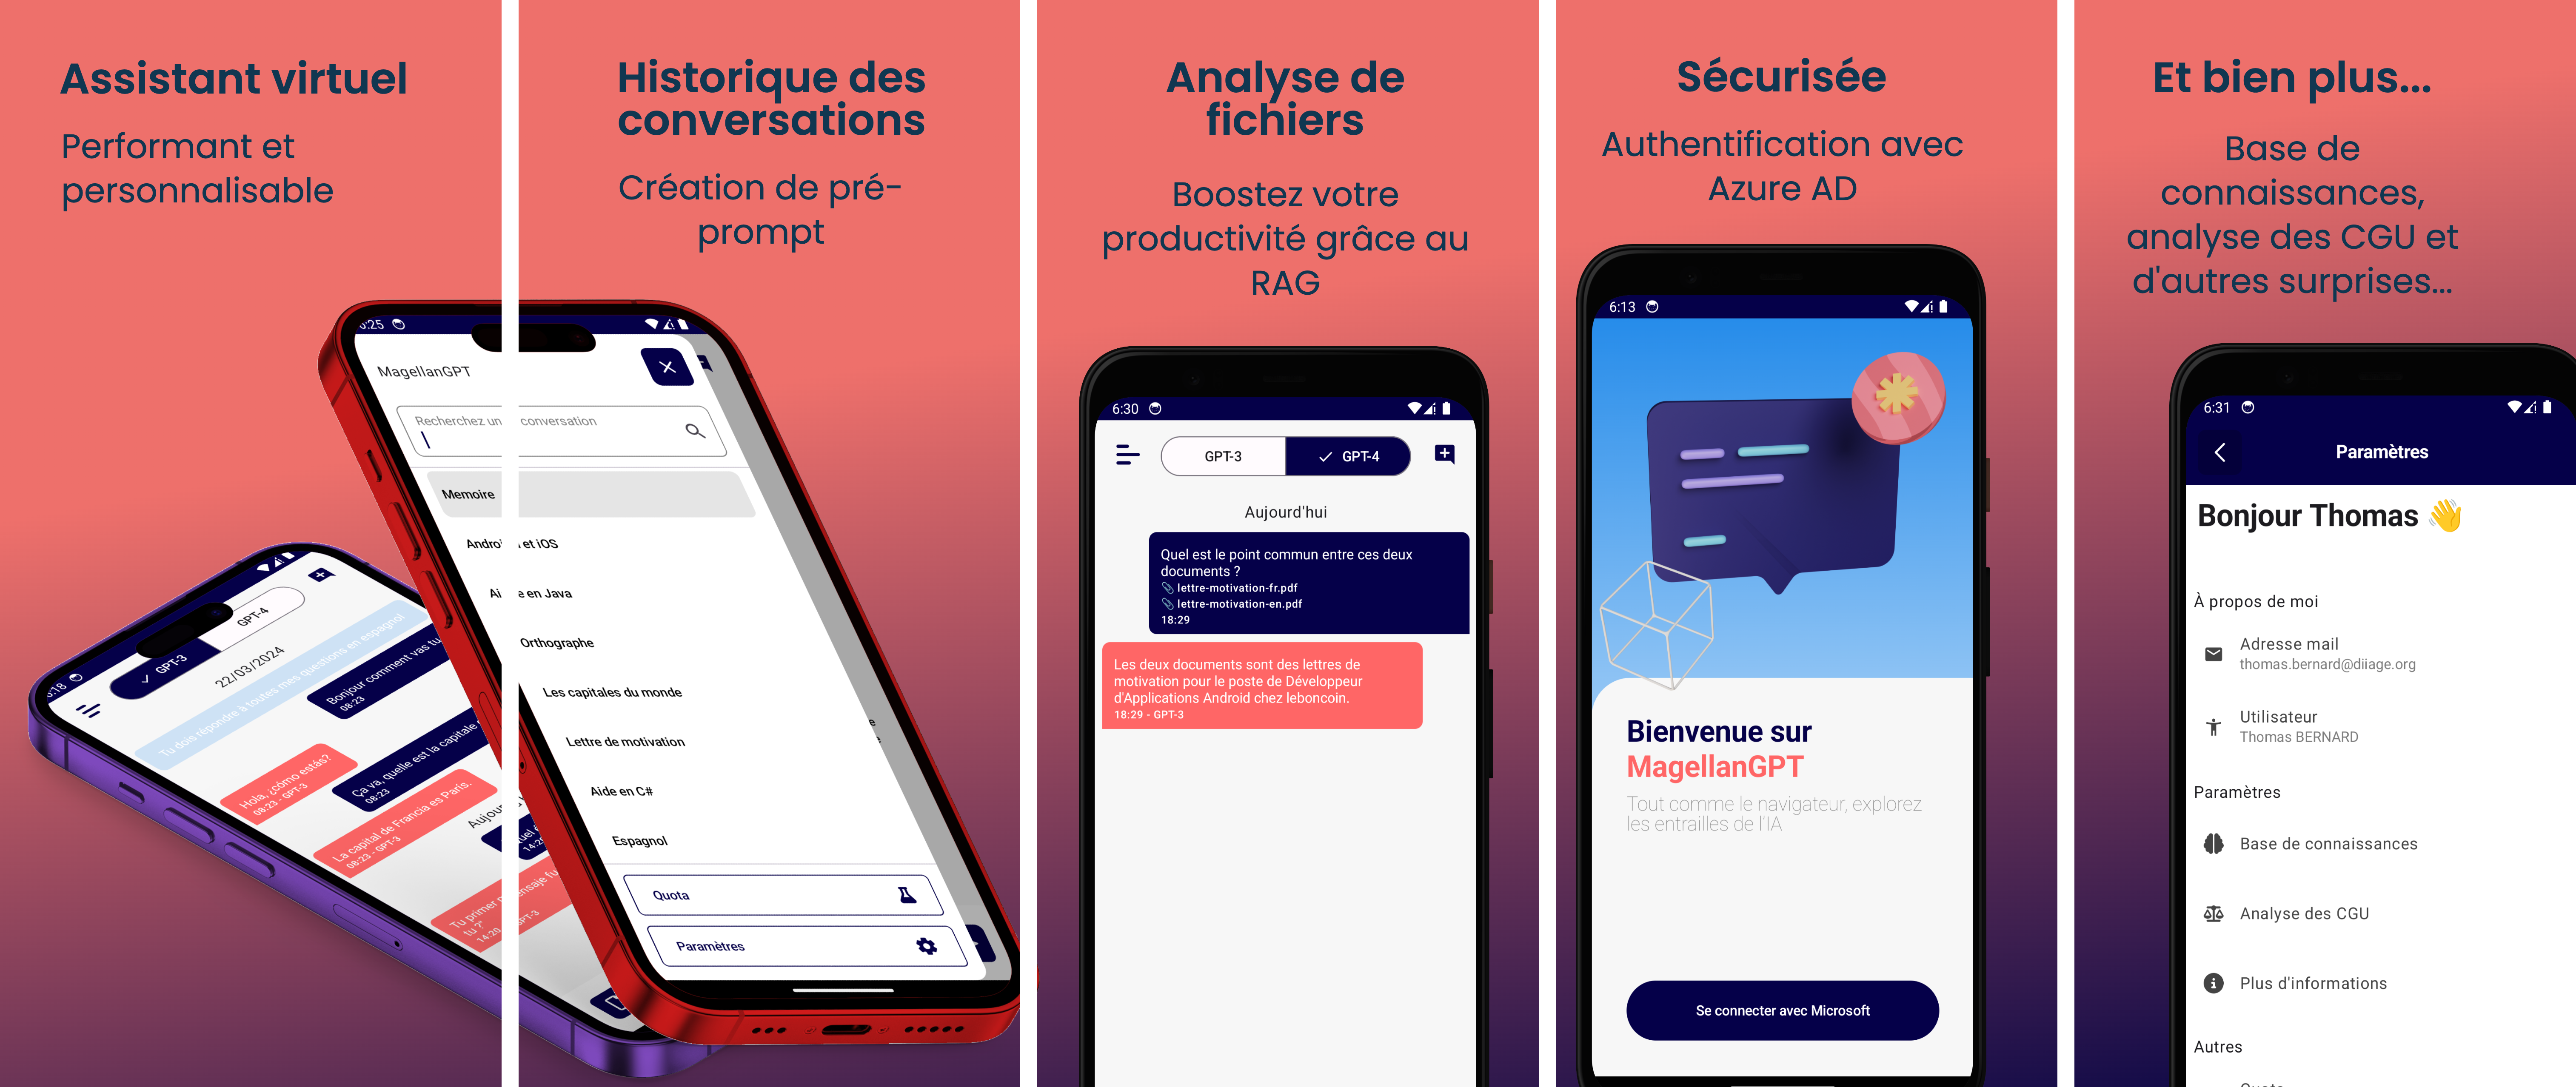 Assistant virtuel
Performant et
personnalisable
6:18
GPT-3
GPT-4
22/03/2024
Tu dois répondre à toutes mes questions en espagnol
Bonjour comment vas tu
08:23
Hola, ¿cómo estás?
08:23 - GPT-3
Ça va, quelle est la capitale
08:23
La capital de Francia es París.
08:23 - GPT-3
Tu primer
tu ?"
Historique des
conversations
Création de pré-
prompt
:25
MagellanGPT
Recherchez un conversation
Memoire
Androi et iOS
Ai e en Java
Orthographe
Les capitales du monde
Lettre de motivation
Aide en C#
Espagnol
Quota
Paramètres
Analyse de
fichiers
Boostez votre
productivité grâce au
RAG
6:30
GPT-3
GPT-4
Aujourd'hui
Quel est le point commun entre ces deux
documents ?
lettre-motivation-fr.pdf
lettre-motivation-en.pdf
18:29
Les deux documents sont des lettres de
motivation pour le poste de Développeur
d'Applications Android chez leboncoin.
18:29 - GPT-3
Sécurisée
Authentification avec
Azure AD
6:13
Bienvenue sur
MagellanGPT
Tout comme le navigateur, explorez
les entrailles de l'IA
Se connecter avec Microsoft
Et bien plus...
Base de
connaissances,
analyse des CGU et
d'autres surprises...
6:31
Paramètres
Bonjour Thomas 👋
À propos de moi
Adresse mail
thomas.bernard@diiage.org
Utilisateur
Thomas BERNARD
Paramètres
Base de connaissances
Analyse des CGU
Plus d'informations
Autres